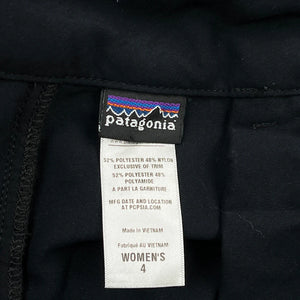 patagonia
52% POLYESTER 48% NYLON
EXCLUSIVE OF TRIM
52% POLYESTER 48%
POLYAMIDE
A PART LA GARNITURE
MFG DATE AND LOCATION
AT PCPSIA.COM
Made in VIETNAM
Fabriqué AU VIETNAM
WOMEN'S
4